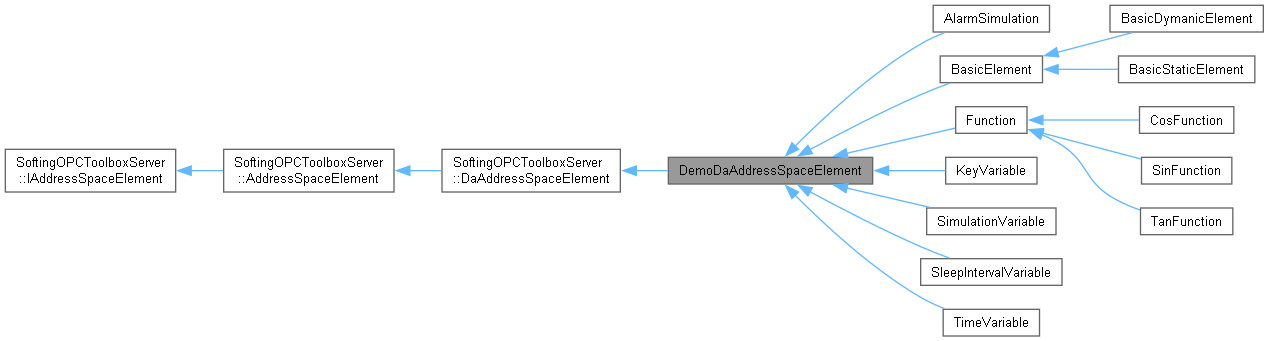 SoftingOPCToolboxServer
::IAddressSpaceElement
SoftingOPCToolboxServer
::AddressSpaceElement
SoftingOPCToolboxServer
::DaAddressSpaceElement
DemoDaAddressSpaceElement
AlarmSimulation
BasicElement
BasicDymanicElement
BasicStaticElement
Function
CosFunction
SinFunction
TanFunction
KeyVariable
SimulationVariable
SleepIntervalVariable
TimeVariable